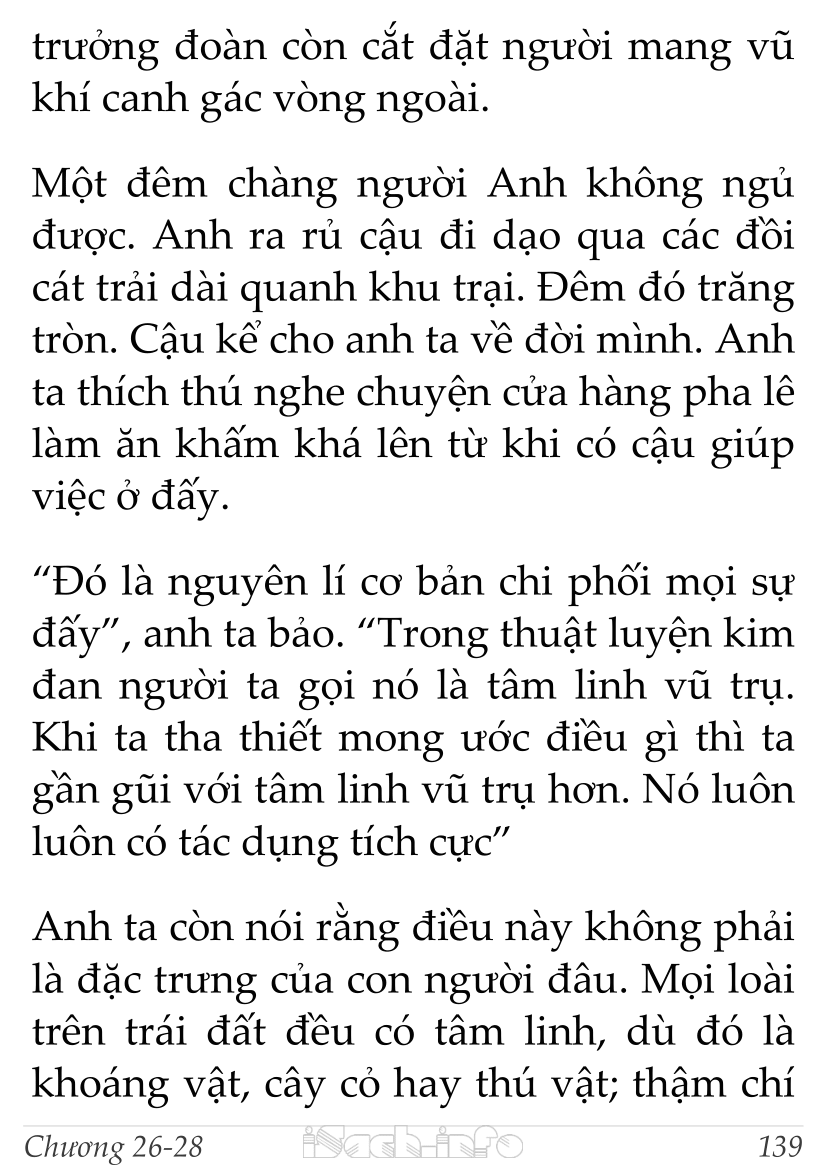 trưởng đoàn còn cắt đặt người mang vũ
khí canh gác vòng ngoài.
Một đêm chàng người Anh không ngủ
được. Anh ra rủ cậu đi dạo qua các đồi
cát trải dài quanh khu trại. Đêm đó trăng
tròn. Cậu kể cho anh ta về đời mình. Anh
ta thích thú nghe chuyện cửa hàng pha lê
làm ăn khấm khá lên từ khi có cậu giúp
việc ở đấy.
“Đó là nguyên lí cơ bản chi phối mọi sự
đấy”, anh ta bảo. “Trong thuật luyện kim
đan người ta gọi nó là tâm linh vũ trụ.
Khi ta tha thiết mong ước điều gì thì ta
gần gũi với tâm linh vũ trụ hơn. Nó luôn
luôn có tác dụng tích cực”
Anh ta còn nói rằng điều này không phải
là đặc trưng của con người đâu. Mọi loài
trên trái đất đều có tâm linh, dù đó là
khoáng vật, cây cỏ hay thú vật; thậm chí
Chương 26-28 iSach.info 139